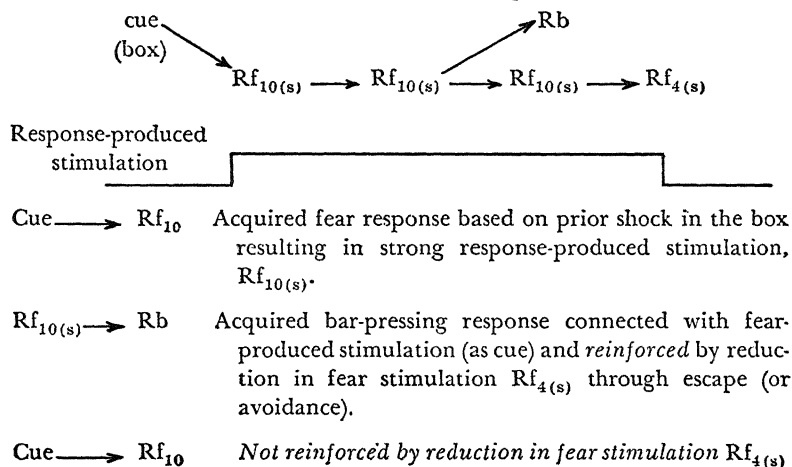 cue Rb
(box)
Rf10(s) → Rf10(s) → Rf10(s) → Rf4(s)
Response-produced
stimulation
Cue → Rf10 Acquired fear response based on prior shock in the box
resulting in strong response-produced stimulation,
Rf10(s).
Rf10(s) → Rb Acquired bar-pressing response connected with fear-
produced stimulation (as cue) and reinforced by reduc-
tion in fear stimulation Rf4(s) through escape (or
avoidance).
Cue → Rf10 Not reinforced by reduction in fear stimulation Rf4(s)